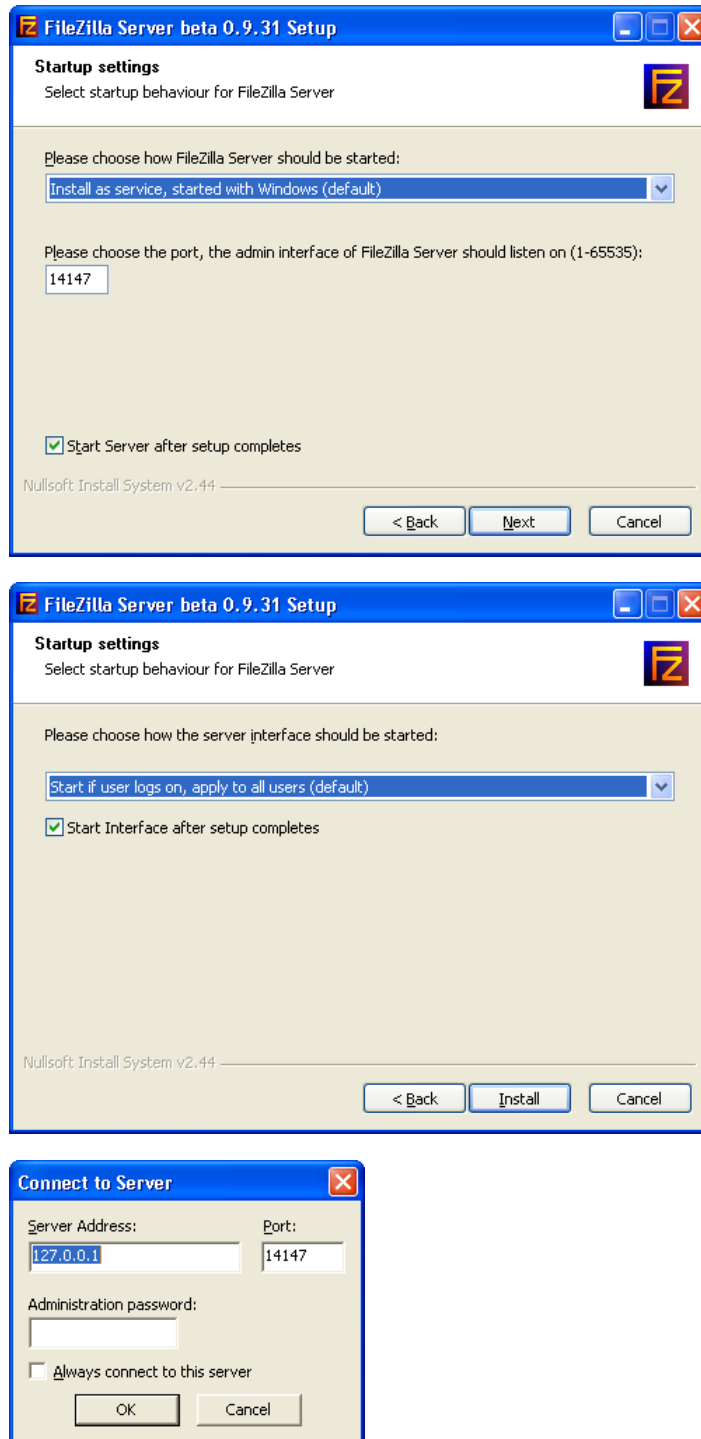 FileZilla Server beta 0.9.31 Setup
Startup settings
Select startup behaviour for FileZilla Server
Please choose how FileZilla Server should be started:
Install as service, started with Windows (default)
Please choose the port, the admin interface of FileZilla Server should listen on (1-65535):
14147
Start Server after setup completes
Nullsoft Install System v2.44
< Back Next Cancel
FileZilla Server beta 0.9.31 Setup
Startup settings
Select startup behaviour for FileZilla Server
Please choose how the server interface should be started:
Start if user logs on, apply to all users (default)
Start Interface after setup completes
Nullsoft Install System v2.44
< Back Install Cancel
Connect to Server
Server Address: Port:
127.0.0.1 14147
Administration password:
Always connect to this server
OK Cancel